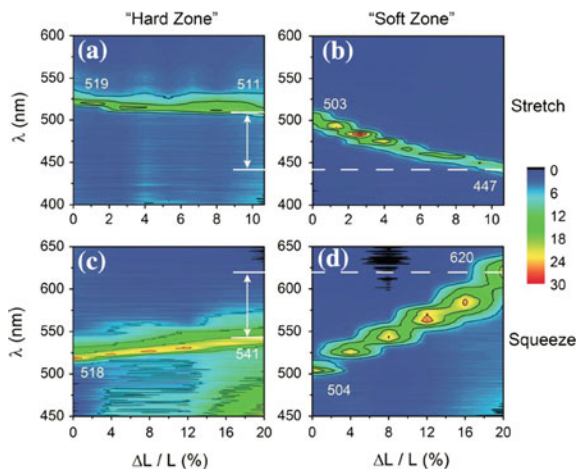 “Hard Zone” “Soft Zone”
(a) (b)
600 600
550 550
500 500
450 450
400 400
519 511
503
447
λ (nm)
Stretch
0 2 4 6 8 10 0 2 4 6 8 10
0
6
12
18
24
30
(c) (d)
650 650
600 600
550 550
500 500
450 450
620
541
518 504
λ (nm)
Squeeze
0 4 8 12 16 20 0 4 8 12 16 20
ΔL / L (%) ΔL / L (%)